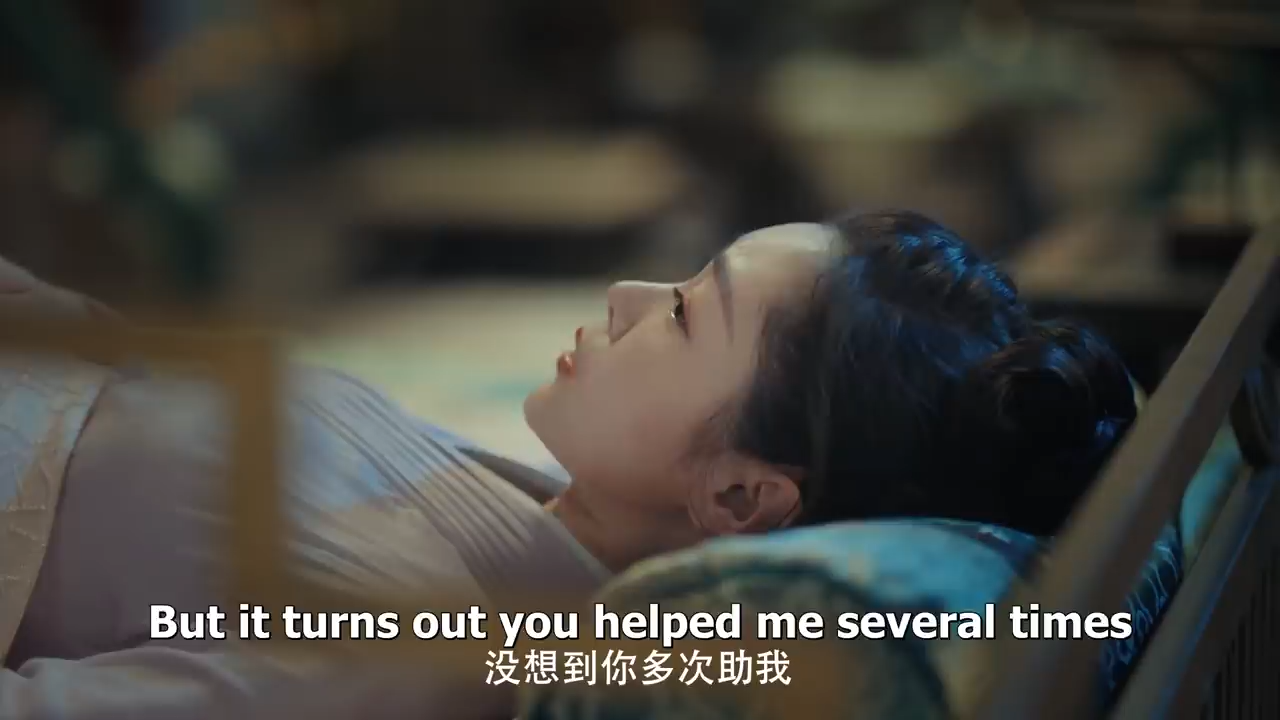 But it turns out you helped me several times
没想到你多次助我